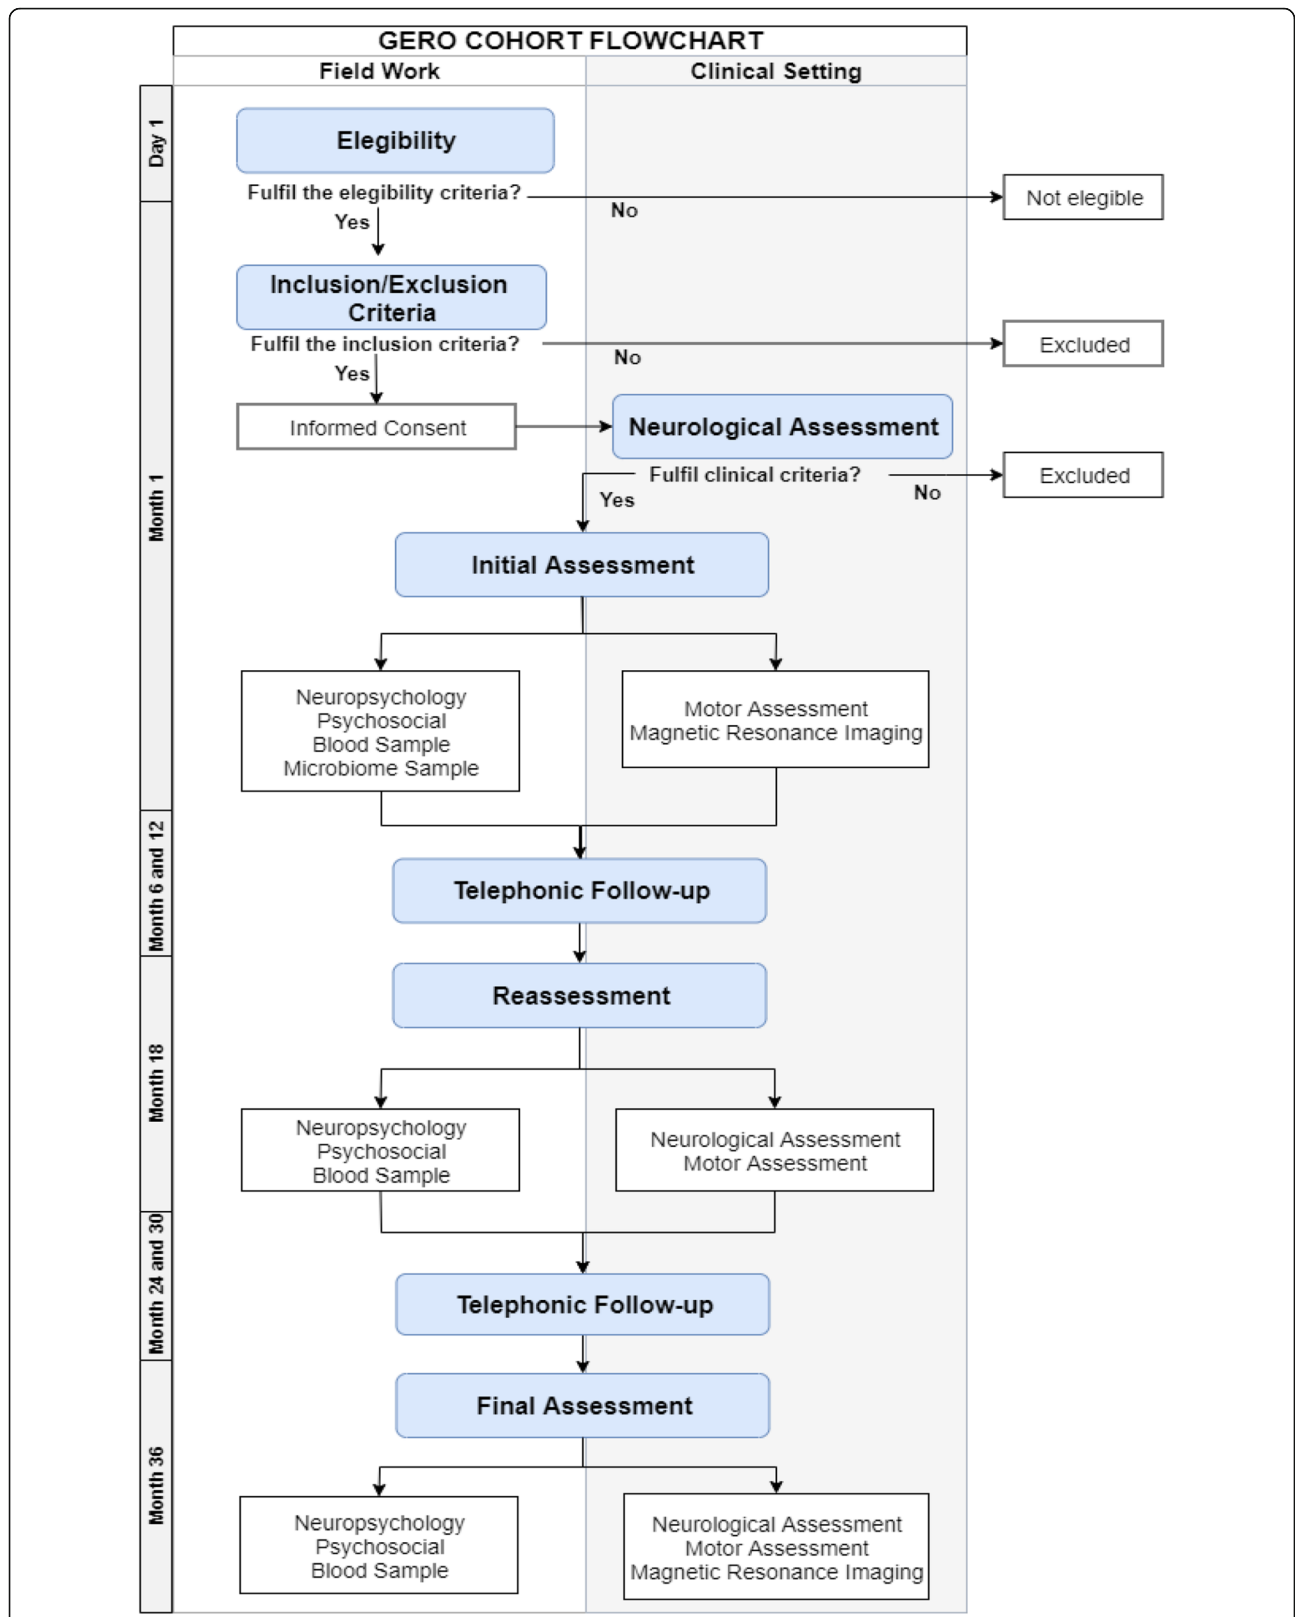 GERO COHORT FLOWCHART
Field Work
Clinical Setting
Day 1
Elegibility
Fulfil the elegibility criteria?
No
Not elegible
Yes
Month 1
Inclusion/Exclusion
Criteria
Fulfil the inclusion criteria?
No
Excluded
Yes
Informed Consent
Neurological Assessment
Fulfil clinical criteria?
No
Excluded
Yes
Initial Assessment
Neuropsychology
Psychosocial
Blood Sample
Microbiome Sample
Motor Assessment
Magnetic Resonance Imaging
Month 6 and 12
Telephonic Follow-up
Month 18
Reassessment
Neuropsychology
Psychosocial
Blood Sample
Neurological Assessment
Motor Assessment
Month 24 and 30
Telephonic Follow-up
Month 36
Final Assessment
Neuropsychology
Psychosocial
Blood Sample
Neurological Assessment
Motor Assessment
Magnetic Resonance Imaging